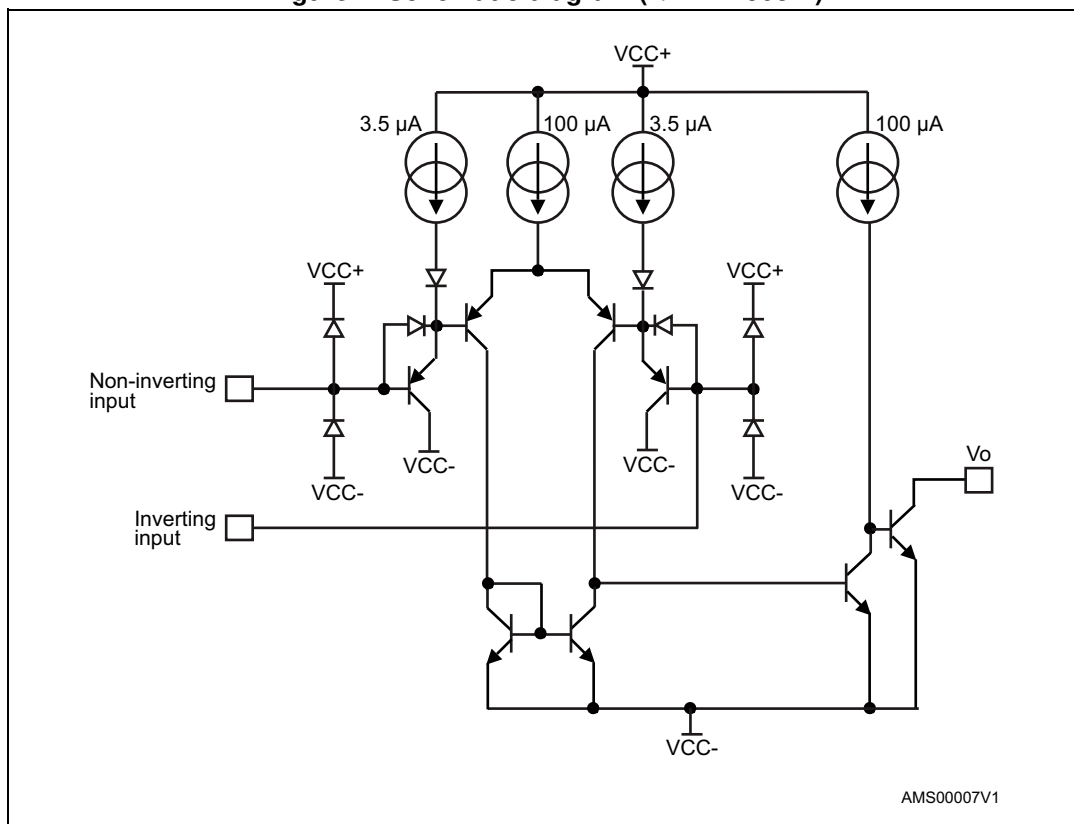 VCC+
3.5 µA
100 µA
3.5 µA
100 µA
VCC+
VCC+
Non-inverting
input
VCC-
VCC-
VCC-
VCC-
Vo
Inverting
input
VCC-
AMS00007V1